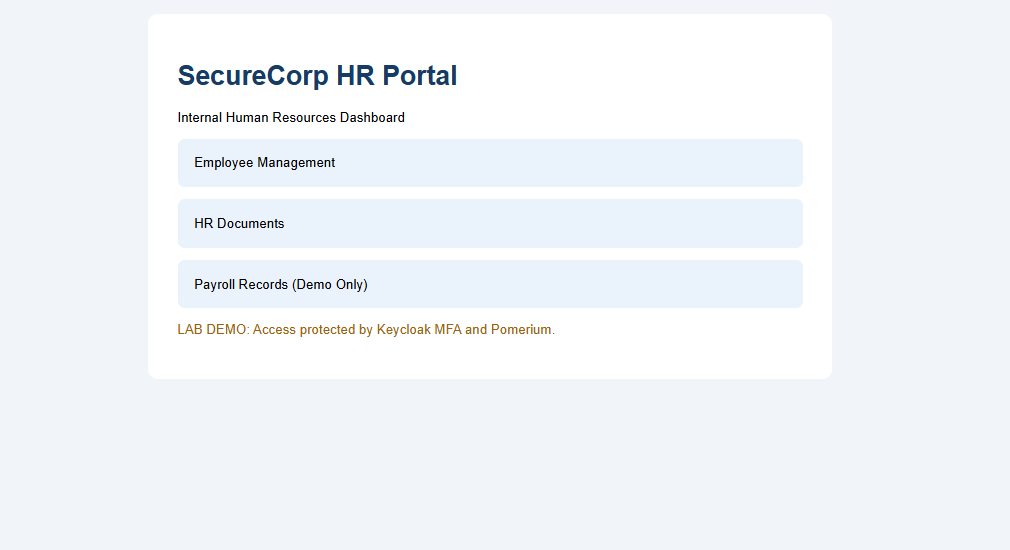 SecureCorp HR Portal
Internal Human Resources Dashboard
Employee Management
HR Documents
Payroll Records (Demo Only)
LAB DEMO: Access protected by Keycloak MFA and Pomerium.